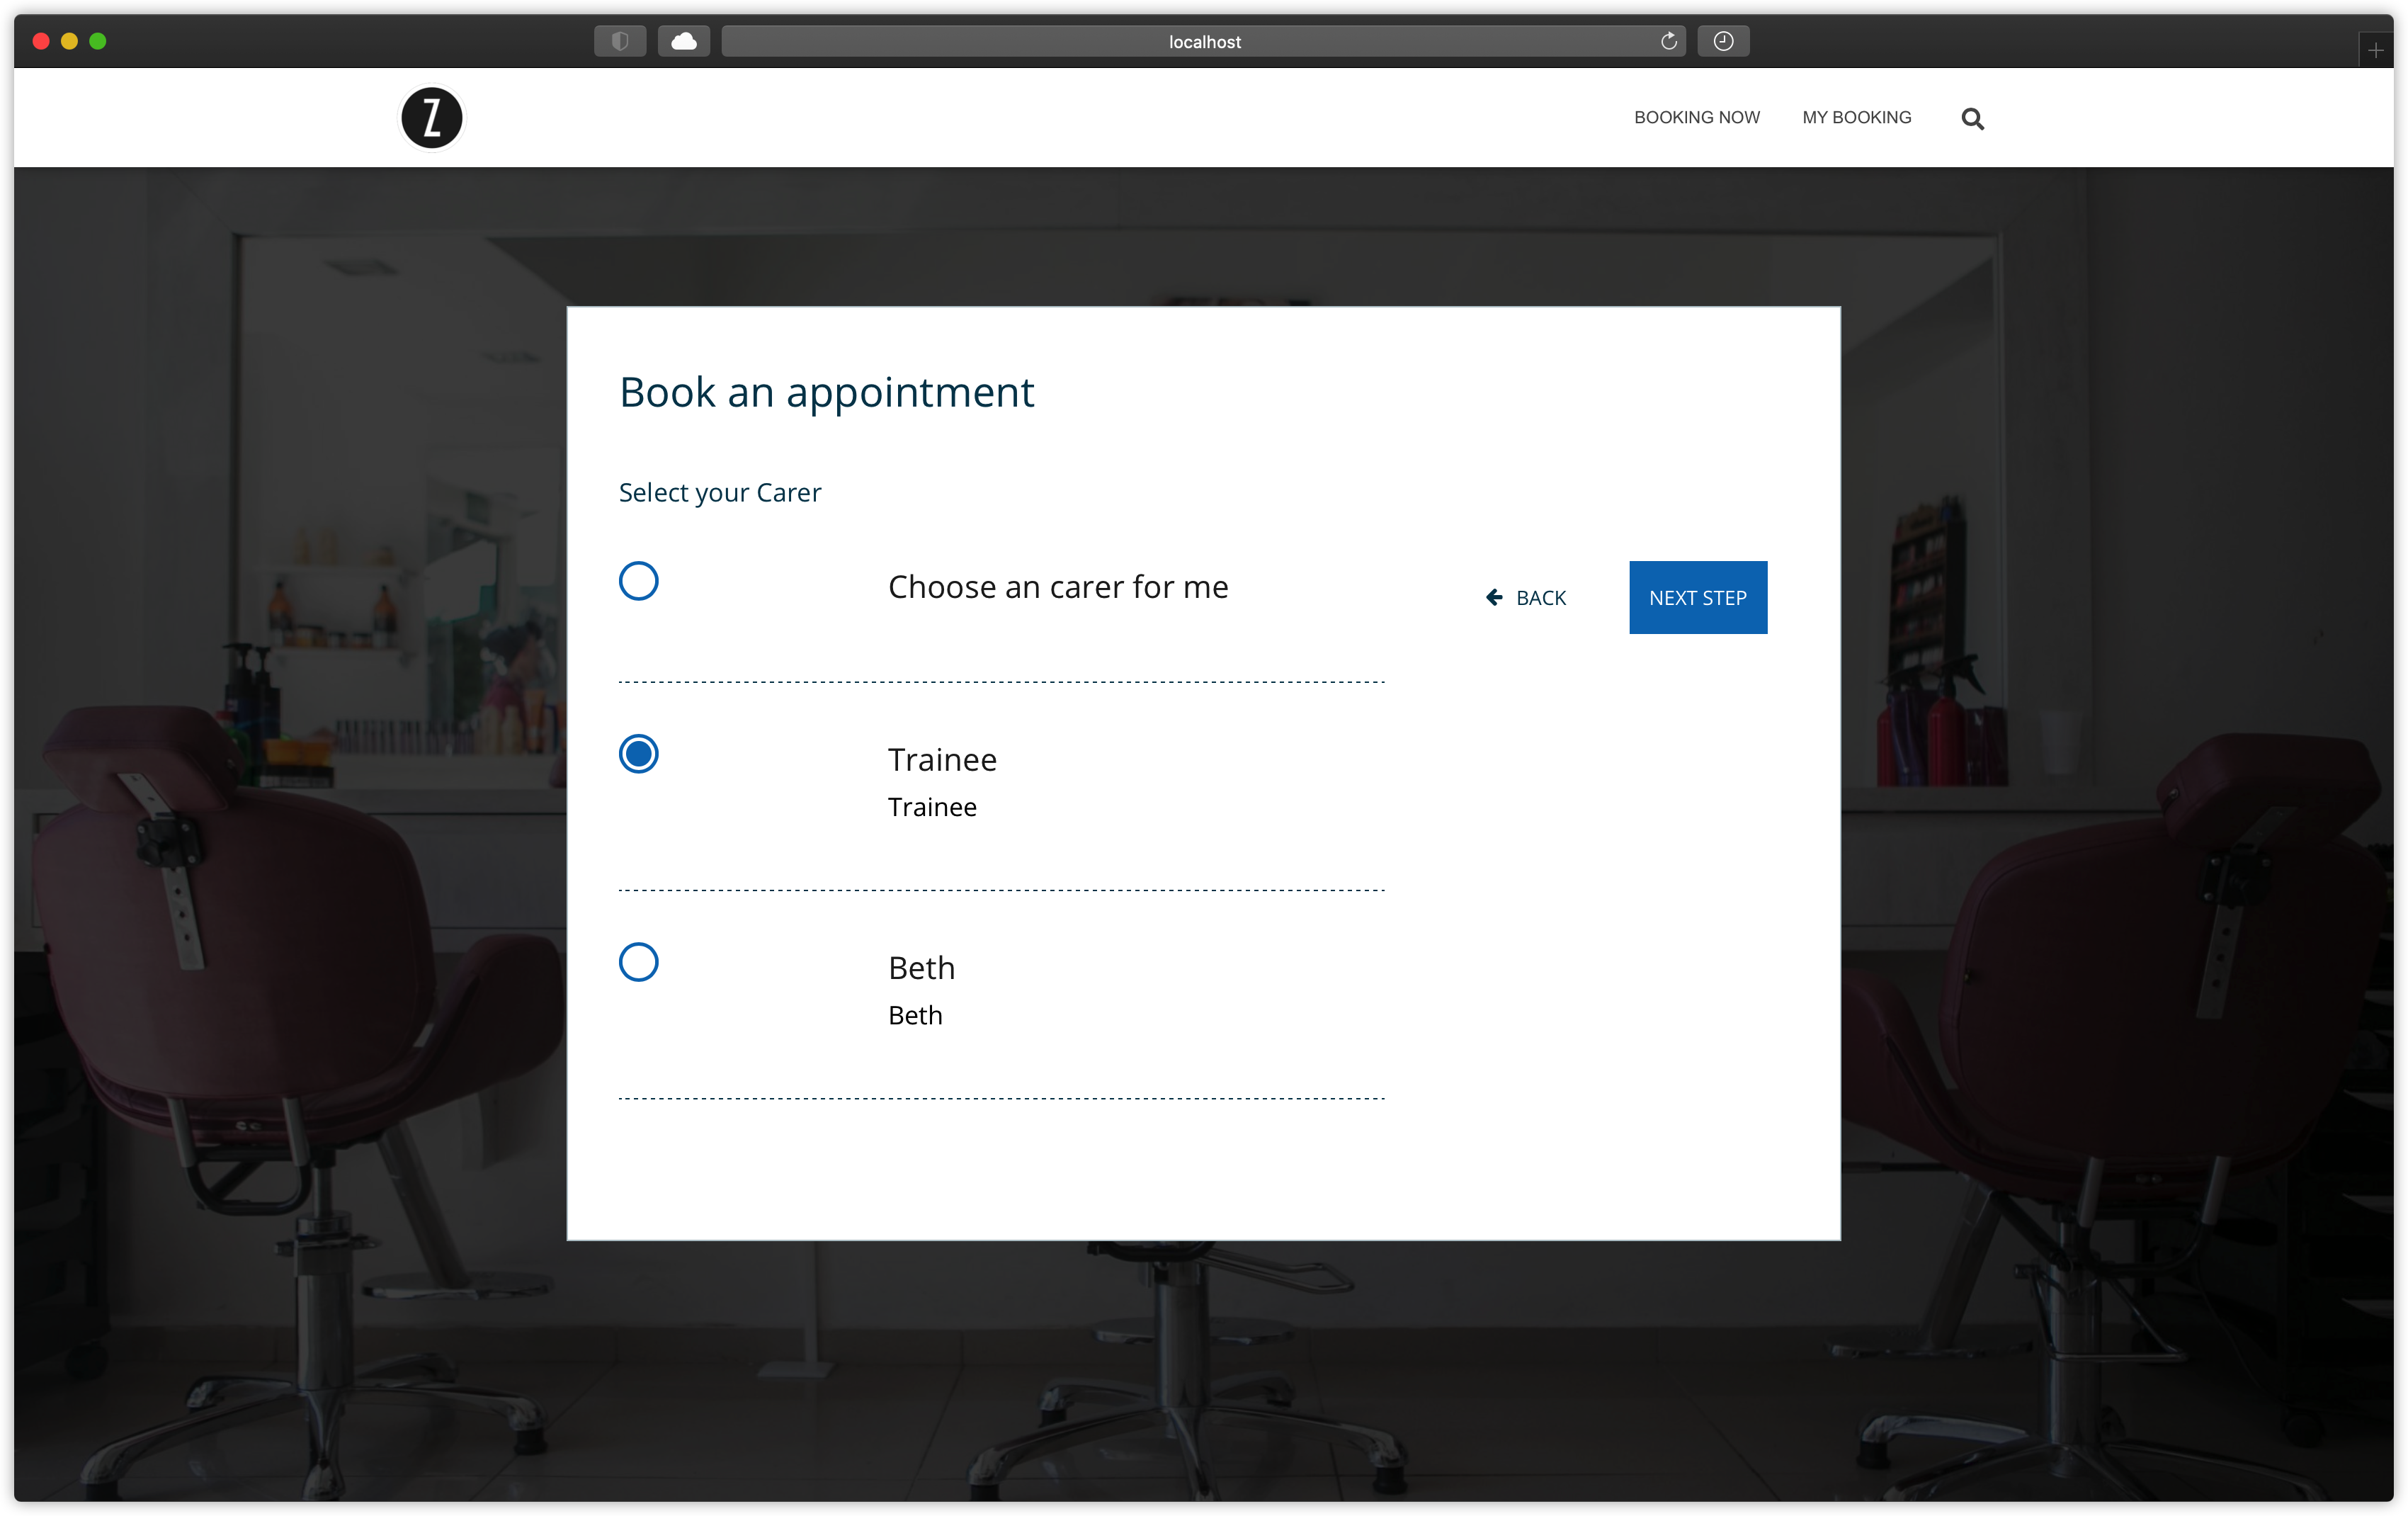 localhost
Z
BOOKING NOW
MY BOOKING
Book an appointment
Select your Carer
Choose an carer for me
BACK
NEXT STEP
Trainee
Trainee
Beth
Beth